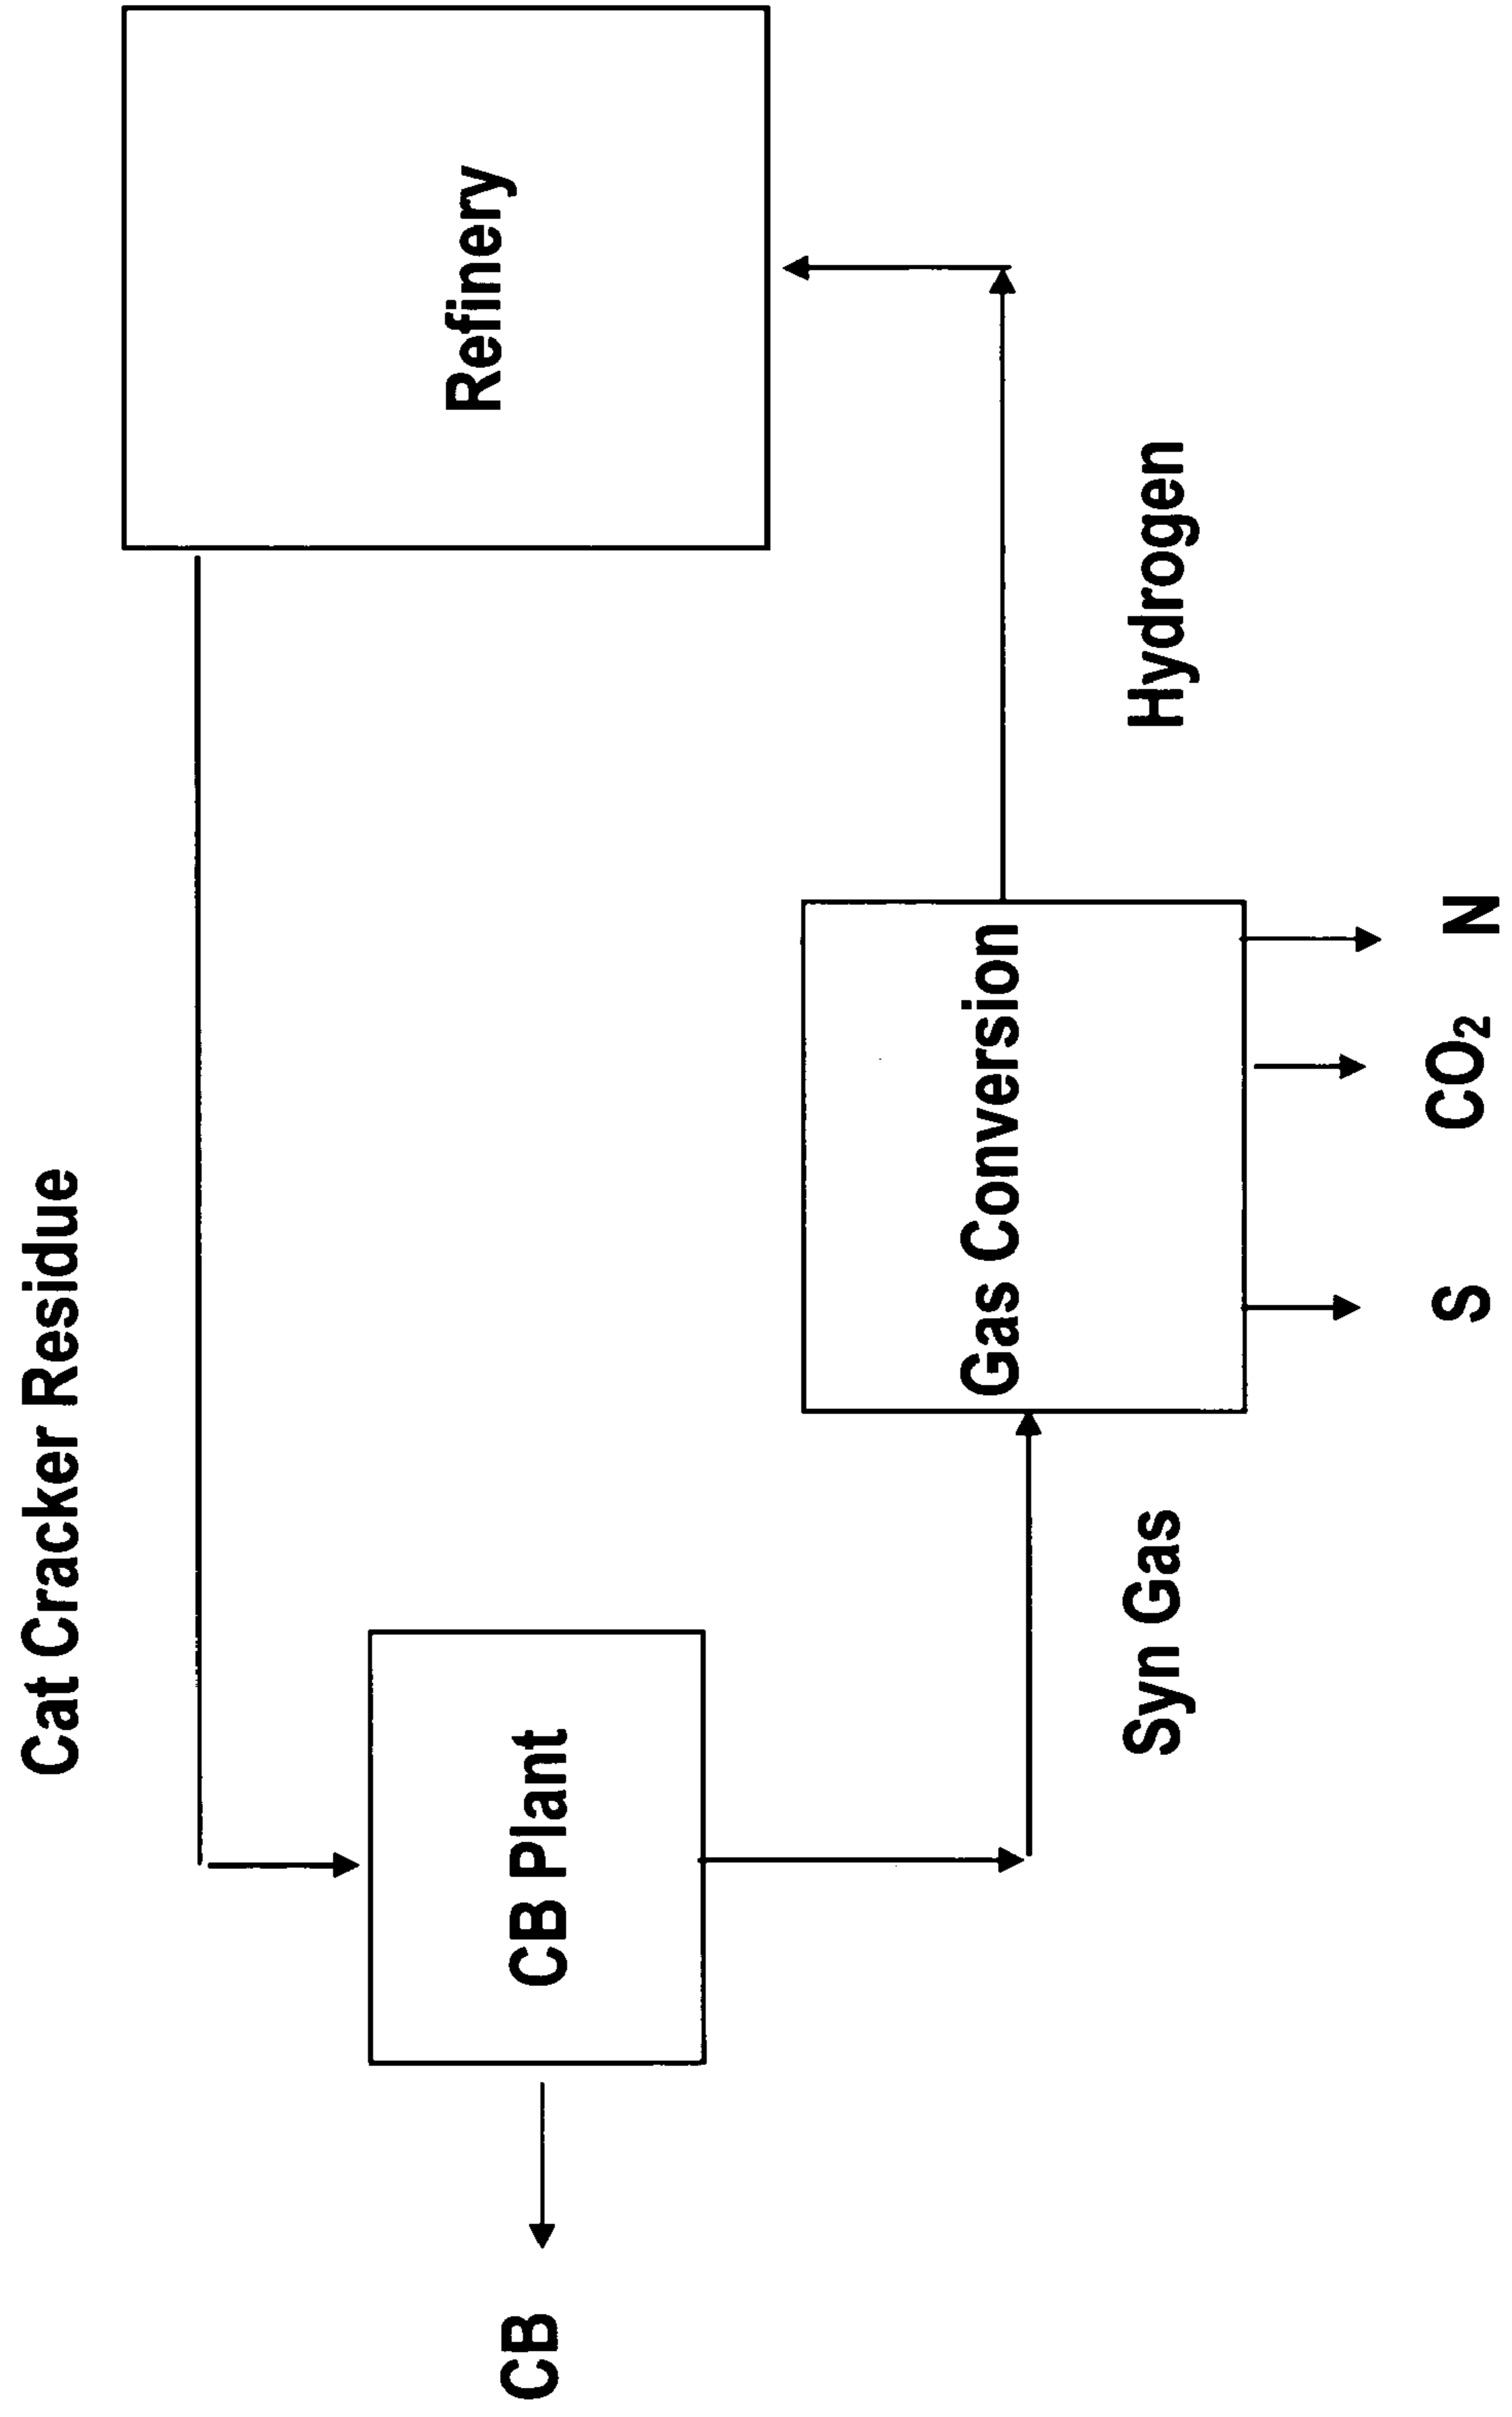 Cat Cracker Residue
Refinery
CB Plant
CB
Gas Conversion
Syn Gas
Hydrogen
S
CO₂
N